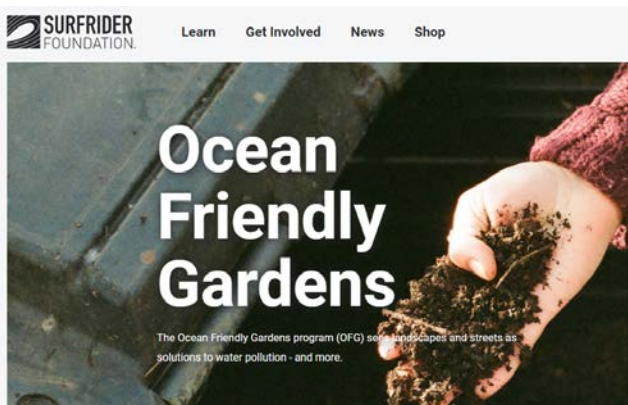 SURFRIDER
FOUNDATION.
Learn Get Involved News Shop
Ocean
Friendly
Gardens
The Ocean Friendly Gardens program (OFG) sees landscapes and streets as
solutions to water pollution - and more.